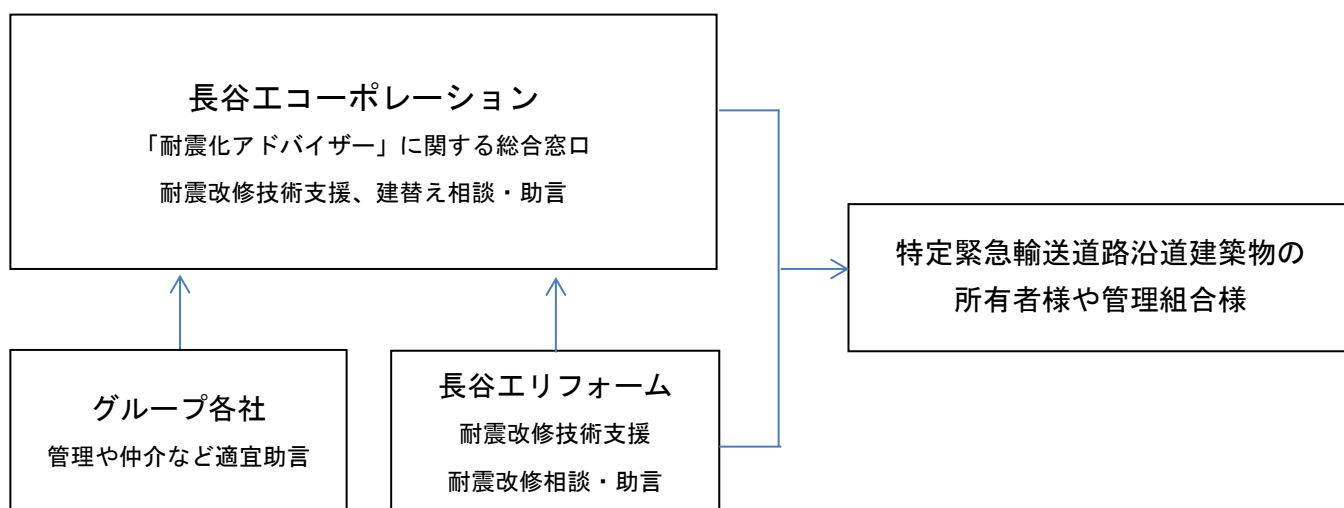 長谷工コーポレーション
「耐震化アドバイザー」に関する総合窓口
耐震改修技術支援、建替え相談・助言
特定緊急輸送道路沿道建築物の
所有者様や管理組合様
グループ各社
管理や仲介など適宜助言
長谷工リフォーム
耐震改修技術支援
耐震改修相談・助言